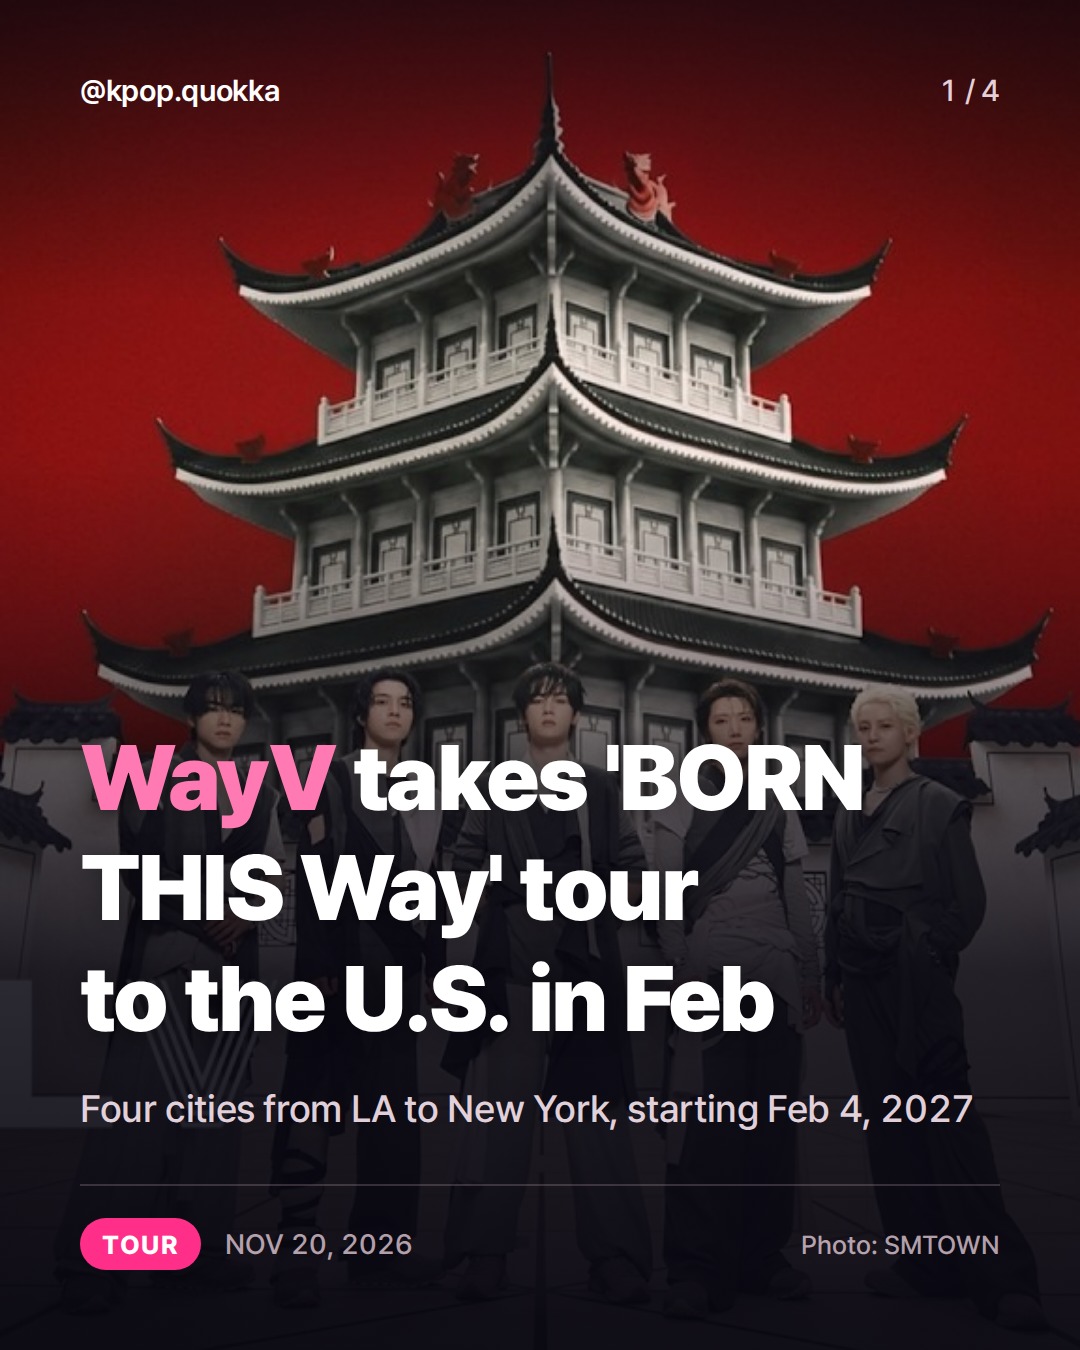 @kpop.quokka
1 / 4
WayV takes 'BORN
THIS Way' tour
to the U.S. in Feb
Four cities from LA to New York, starting Feb 4, 2027
TOUR
NOV 20, 2026
Photo: SMTOWN